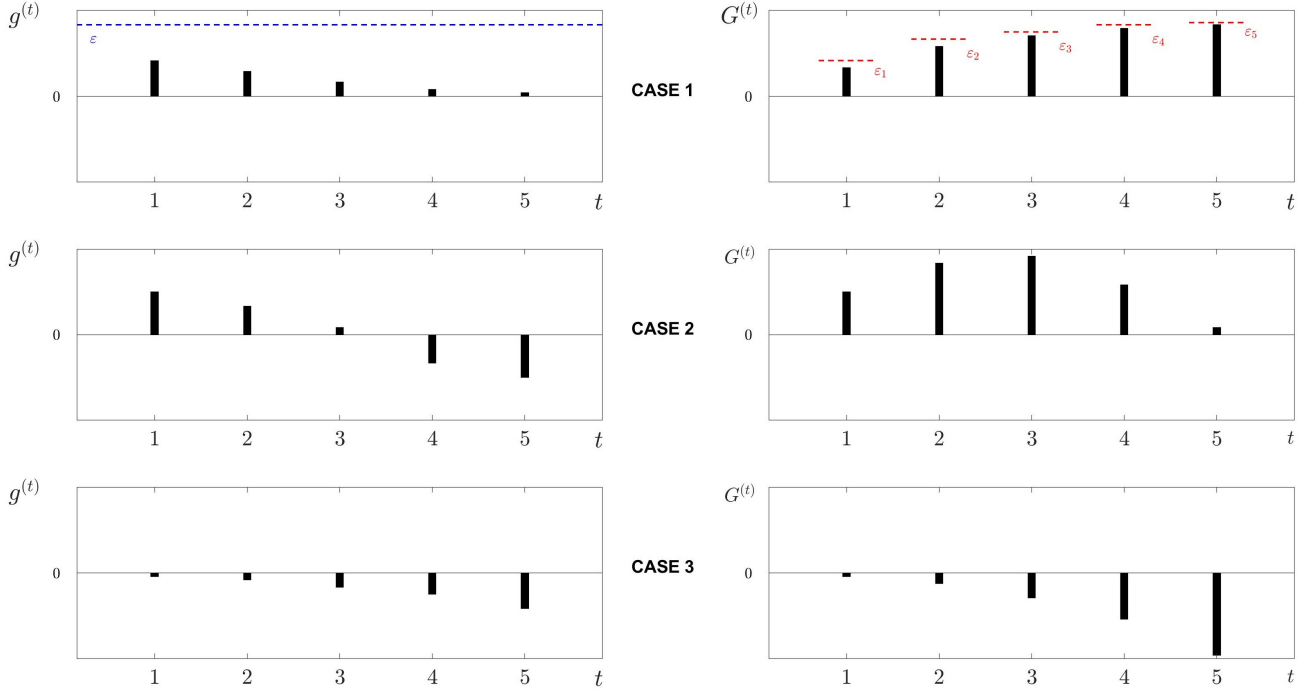 g^{(t)}
ε
0
1 2 3 4 5 t
CASE 1
G^{(t)}
ε_1
ε_2
ε_3
ε_4
ε_5
0
1 2 3 4 5 t
g^{(t)}
0
1 2 3 4 5 t
CASE 2
G^{(t)}
0
1 2 3 4 5 t
g^{(t)}
0
1 2 3 4 5 t
CASE 3
G^{(t)}
0
1 2 3 4 5 t